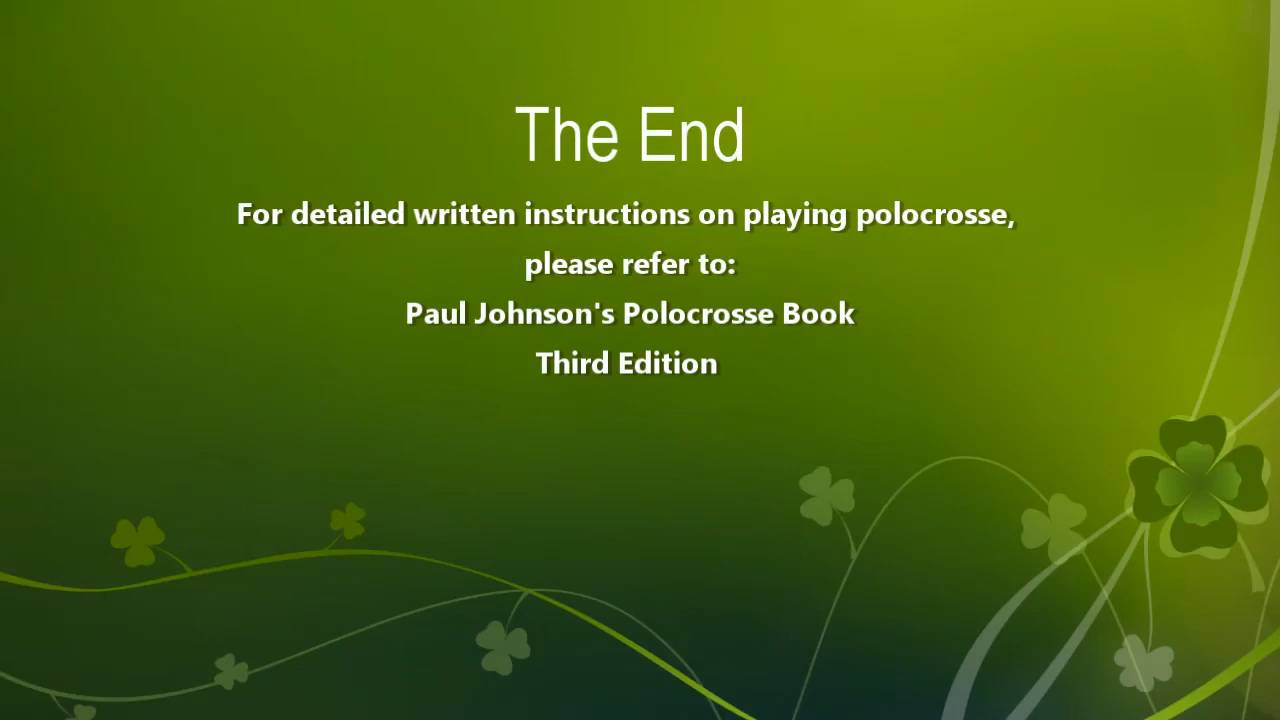 The End
For detailed written instructions on playing polocrosse,
please refer to:
Paul Johnson's Polocrosse Book
Third Edition